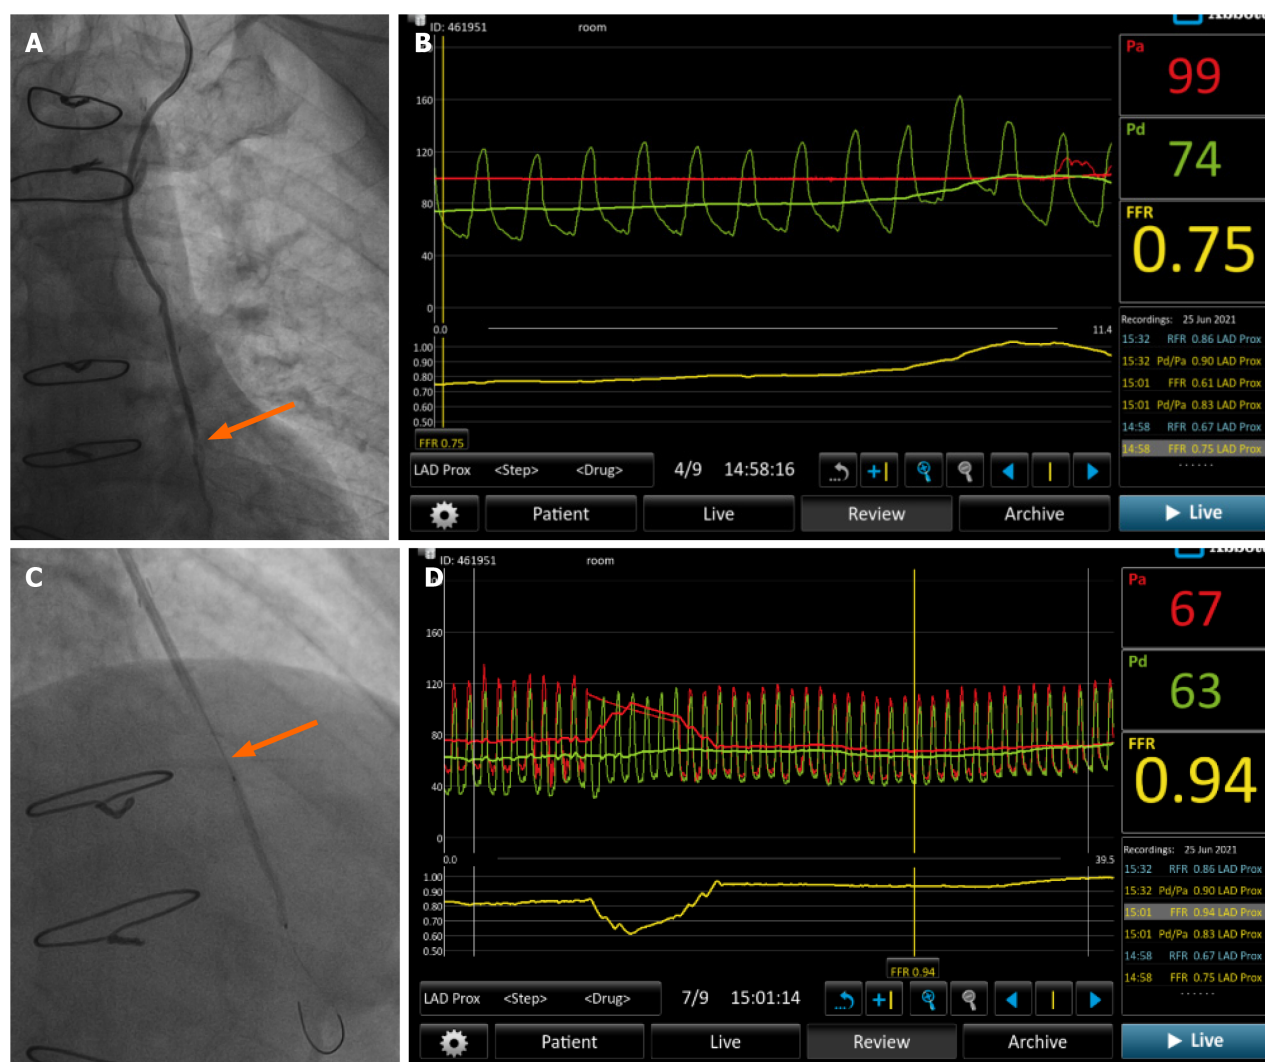 A
B
ID: 461951
room
Pa
99
Pd
74
FFR
0.75
160
120
80
40
0
0.0
11.4
1.00
0.90
0.80
0.70
0.60
0.50
FFR 0.75
Recordings: 25 Jun 2021
15:32 RFR 0.86 LAD Prox
15:32 Pd/Pa 0.90 LAD Prox
15:01 FFR 0.61 LAD Prox
15:01 Pd/Pa 0.83 LAD Prox
14:58 RFR 0.67 LAD Prox
14:58 FFR 0.75 LAD Prox
......
LAD Prox <Step> <Drug> 4/9 14:58:16
Patient Live Review Archive Live
C
D
ID: 461951
room
Pa
67
Pd
63
FFR
0.94
160
120
80
40
0
0.0
39.5
1.00
0.90
0.80
0.70
0.60
0.50
FFR 0.94
Recordings: 25 Jun 2021
15:32 RFR 0.86 LAD Prox
15:32 Pd/Pa 0.90 LAD Prox
15:01 FFR 0.94 LAD Prox
15:01 Pd/Pa 0.83 LAD Prox
14:58 RFR 0.67 LAD Prox
14:58 FFR 0.75 LAD Prox
......
LAD Prox <Step> <Drug> 7/9 15:01:14
Patient Live Review Archive Live